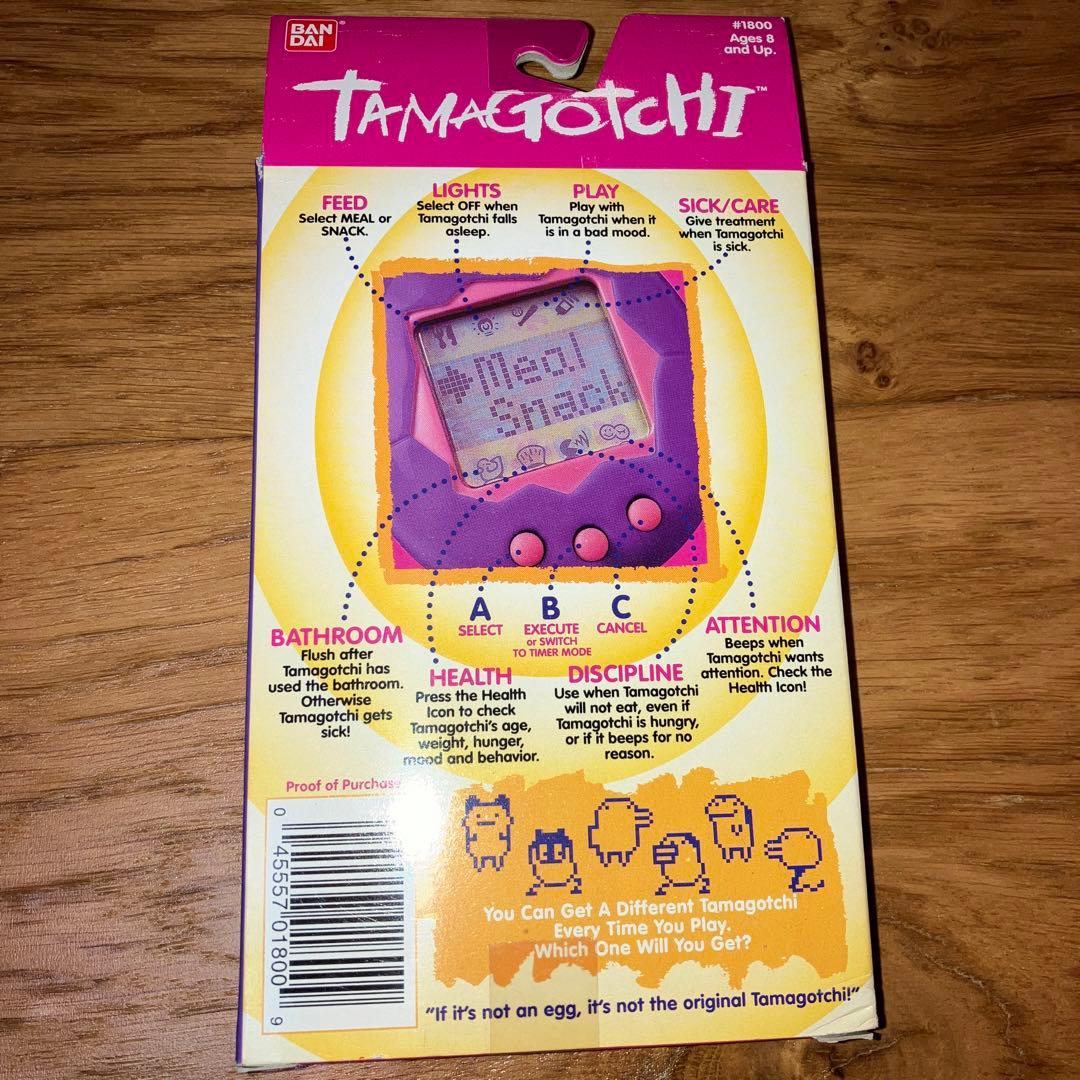 BAN
DAI
#1800
Ages 8
and Up.
TAMAGOTCHI™
FEED
Select MEAL or
SNACK.
LIGHTS
Select OFF when
Tamagotchi falls
asleep.
PLAY
Play with
Tamagotchi when it
is in a bad mood.
SICK/CARE
Give treatment
when Tamagotchi
is sick.
Meal
Snack
A
SELECT
B
EXECUTE
or SWITCH
TO TIMER MODE
C
CANCEL
BATHROOM
Flush after
Tamagotchi has
used the bathroom.
Otherwise
Tamagotchi gets
sick!
HEALTH
Press the Health
Icon to check
Tamagotchi's age,
weight, hunger,
mood and behavior.
DISCIPLINE
Use when Tamagotchi
will not eat, even if
Tamagotchi is hungry,
or if it beeps for no
reason.
ATTENTION
Beeps when
Tamagotchi wants
attention. Check the
Health Icon!
Proof of Purchase
0 45557 01800 9
You Can Get A Different Tamagotchi
Every Time You Play.
Which One Will You Get?
"If it's not an egg, it's not the original Tamagotchi!"